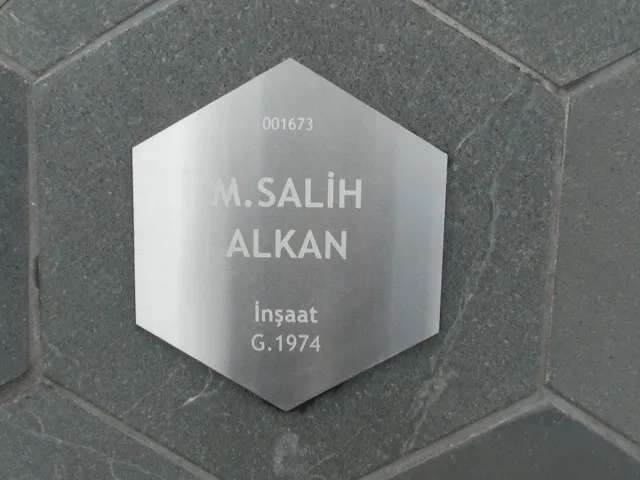 001673
M.SALİH
ALKAN
İnşaat
G.1974